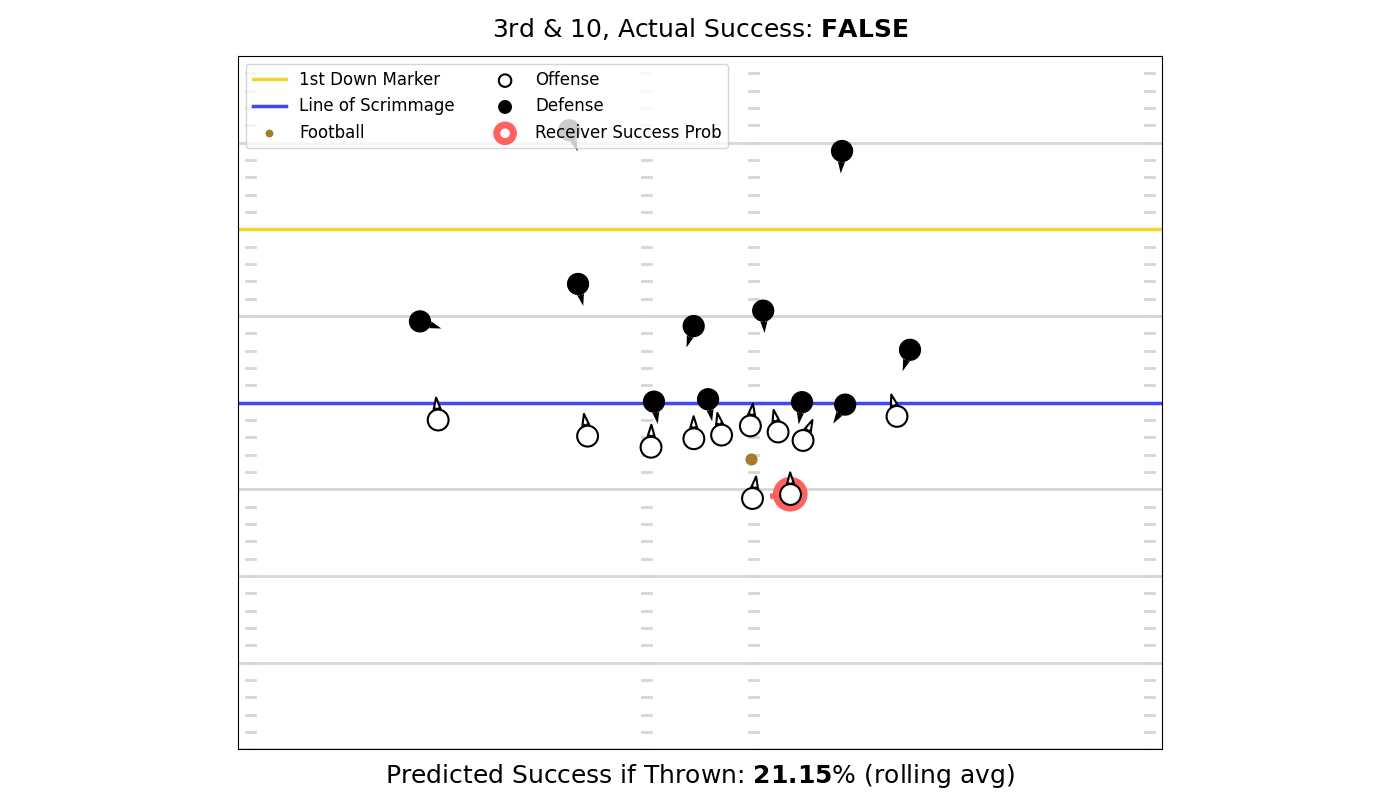 3rd & 10, Actual Success: FALSE
1st Down Marker
Line of Scrimmage
Football
Offense
Defense
Receiver Success Prob
Predicted Success if Thrown: 21.15% (rolling avg)